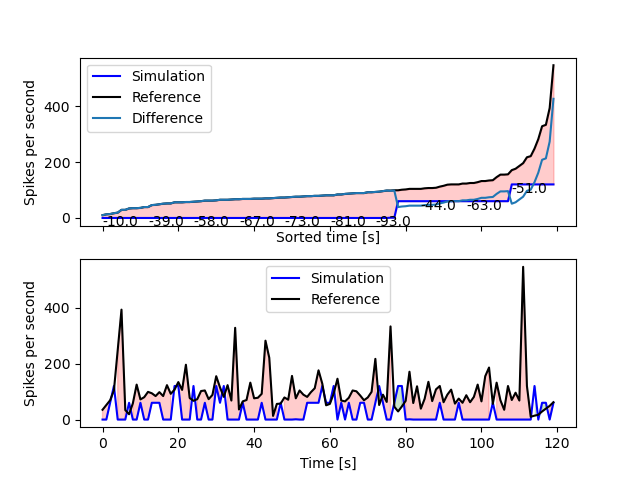 Spikes per second
400
200
0
Simulation
Reference
Difference
-10.0 -39.0 -58.0 -67.0 -73.0 -81.0 -93.0 -44.0 -63.0 -52.0
Sorted time [s]
Spikes per second
400
200
0
Simulation
Reference
0 20 40 60 80 100 120
Time [s]